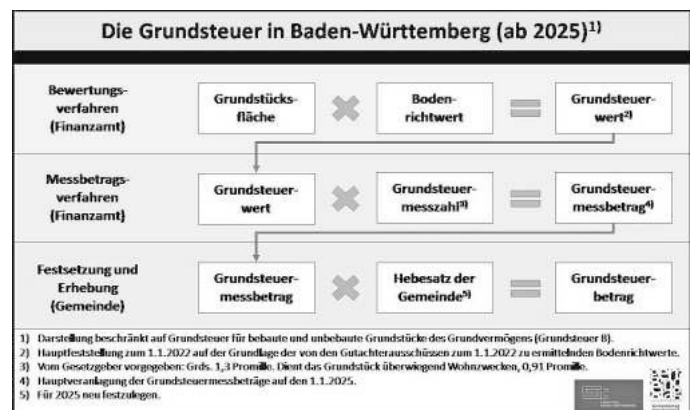 Die Grundsteuer in Baden-Württemberg (ab 2025)1)
Bewertungs-
verfahren
(Finanzamt)
Grundstücks-
fläche
Boden-
richtwert
Grundsteuer-
wert2)
Messbetrags-
verfahren
(Finanzamt)
Grundsteuer-
wert
Grundsteuer-
messzahl3)
Grundsteuer-
messbetrag4)
Festsetzung und
Erhebung
(Gemeinde)
Grundsteuer-
messbetrag
Hebesatz der
Gemeinde5)
Grundsteuer-
betrag
1) Darstellung beschränkt auf Grundsteuer für bebaute und unbebaute Grundstücke des Grundvermögens (Grundsteuer B).
2) Hauptfeststellung zum 1.1.2022 auf der Grundlage der von den Gutachterausschüssen zum 1.1.2022 zu ermittelnden Bodenrichtwerte.
3) Vom Gesetzgeber vorgegeben: Grds. 1,3 Promille. Dient das Grundstück überwiegend Wohnzwecken, 0,91 Promille.
4) Hauptveranlagung der Grundsteuermessbeträge auf den 1.1.2025.
5) Für 2025 neu festzulegen.